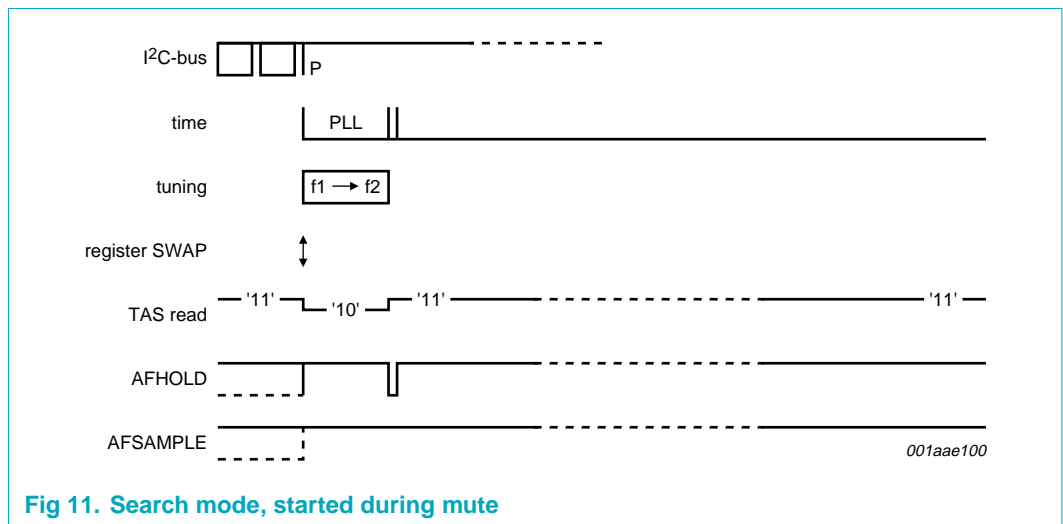 I2C-bus
P
time
PLL
tuning
f1 → f2
register SWAP
TAS read
'11' '10' '11' '11'
AFHOLD
AFSAMPLE
001aae100
Fig 11. Search mode, started during mute